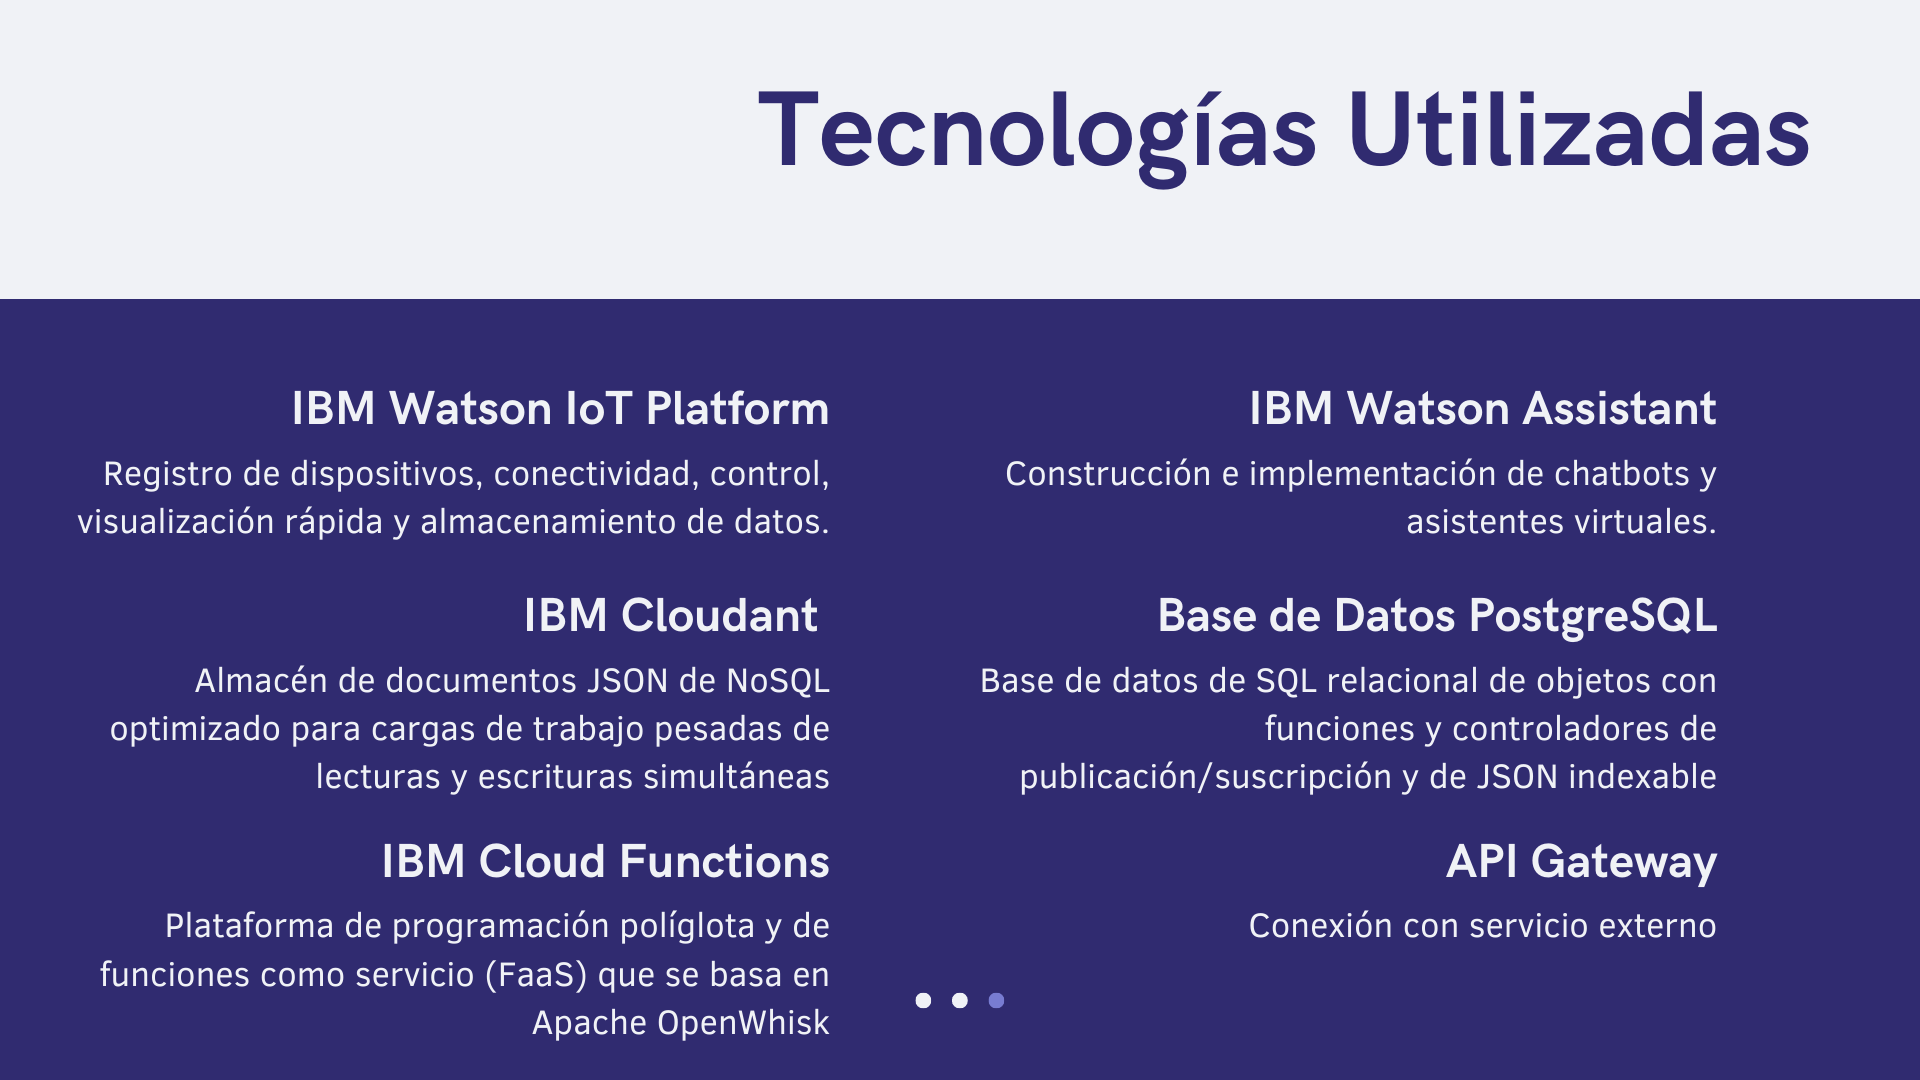 Tecnologías Utilizadas
IBM Watson IoT Platform
Registro de dispositivos, conectividad, control,
visualización rápida y almacenamiento de datos.
IBM Cloudant
Almacén de documentos JSON de NoSQL
optimizado para cargas de trabajo pesadas de
lecturas y escrituras simultáneas
IBM Cloud Functions
Plataforma de programación políglota y de
funciones como servicio (FaaS) que se basa en
Apache OpenWhisk
IBM Watson Assistant
Construcción e implementación de chatbots y
asistentes virtuales.
Base de Datos PostgreSQL
Base de datos de SQL relacional de objetos con
funciones y controladores de
publicación/suscripción y de JSON indexable
API Gateway
Conexión con servicio externo